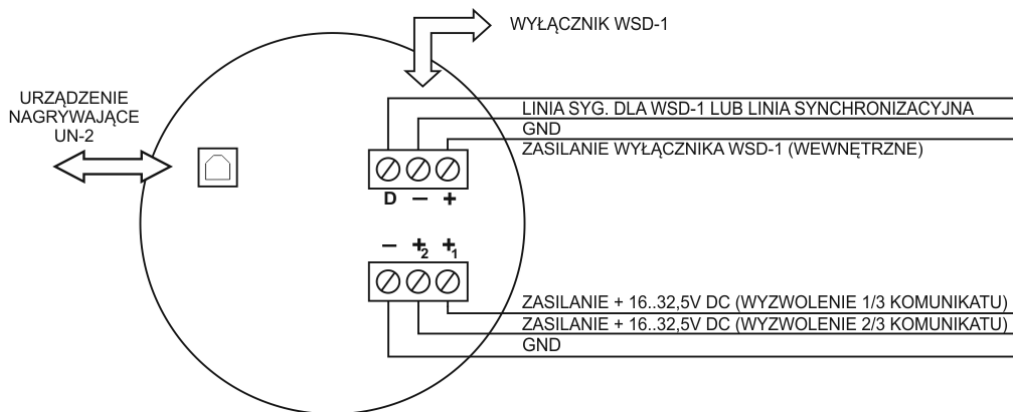 WYŁĄCZNIK WSD-1
URZĄDZENIE
NAGRYWAJĄCE
UN-2
LINIA SYG. DLA WSD-1 LUB LINIA SYNCHRONIZACYJNA
GND
ZASILANIE WYŁĄCZNIKA WSD-1 (WEWNĘTRZNE)
D − +
− +2 +1
ZASILANIE + 16..32,5V DC (WYZWOLENIE 1/3 KOMUNIKATU)
ZASILANIE + 16..32,5V DC (WYZWOLENIE 2/3 KOMUNIKATU)
GND